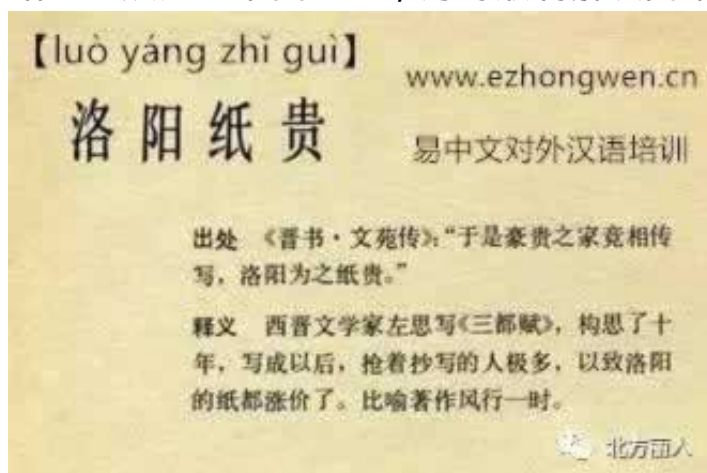 【luò yáng zhǐ guì】
www.ezhongwen.cn
洛阳纸贵
易中文对外汉语培训
出处 《晋书·文苑传》：“于是豪贵之家竞相传
写，洛阳为之纸贵。”
释义 西晋文学家左思写《三都赋》，构思了十
年，写成以后，抢着抄写的人极多，以致洛阳
的纸都涨价了。比喻著作风行一时。
北方丽人